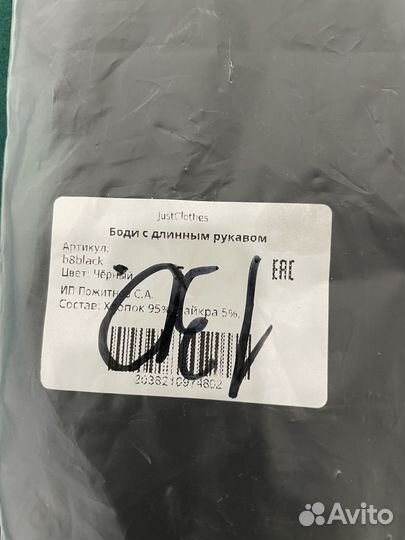 JustClothes
Боди с длинным рукавом
Артикул:
b8black
Цвет: Чёрный
ИП Пожитнов С.А.
Состав: Хлопок 95%, лайкра 5%,
EAC
2038210974802
Avito